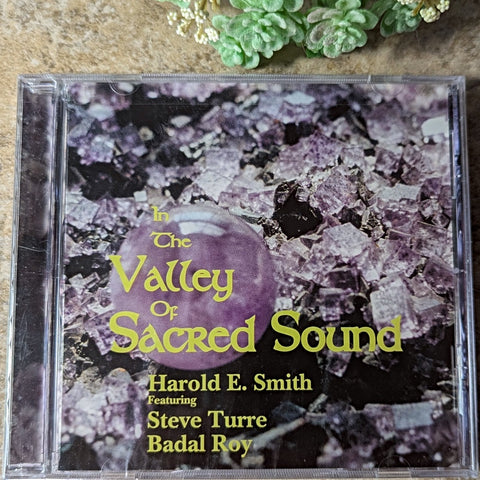 In
The
Valley
Of
Sacred Sound
Harold E. Smith
Featuring
Steve Turre
Badal Roy